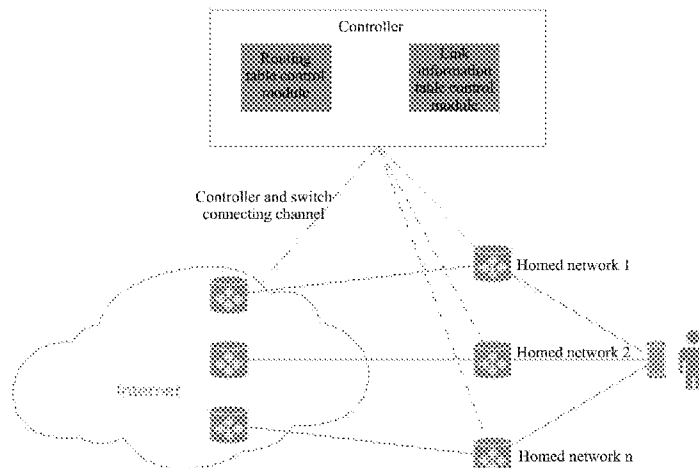 Controller
Routing
table control
module
Link
information
table control
module
Controller and switch
connecting channel
Homed network 1
Homed network 2
Internet
Homed network n